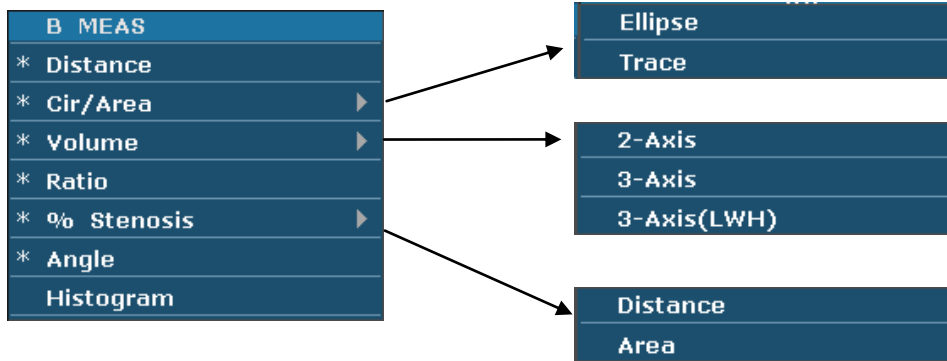 B MEAS
* Distance
* Cir/Area
* Volume
* Ratio
* % Stenosis
* Angle
Histogram
Ellipse
Trace
2-Axis
3-Axis
3-Axis(LWH)
Distance
Area